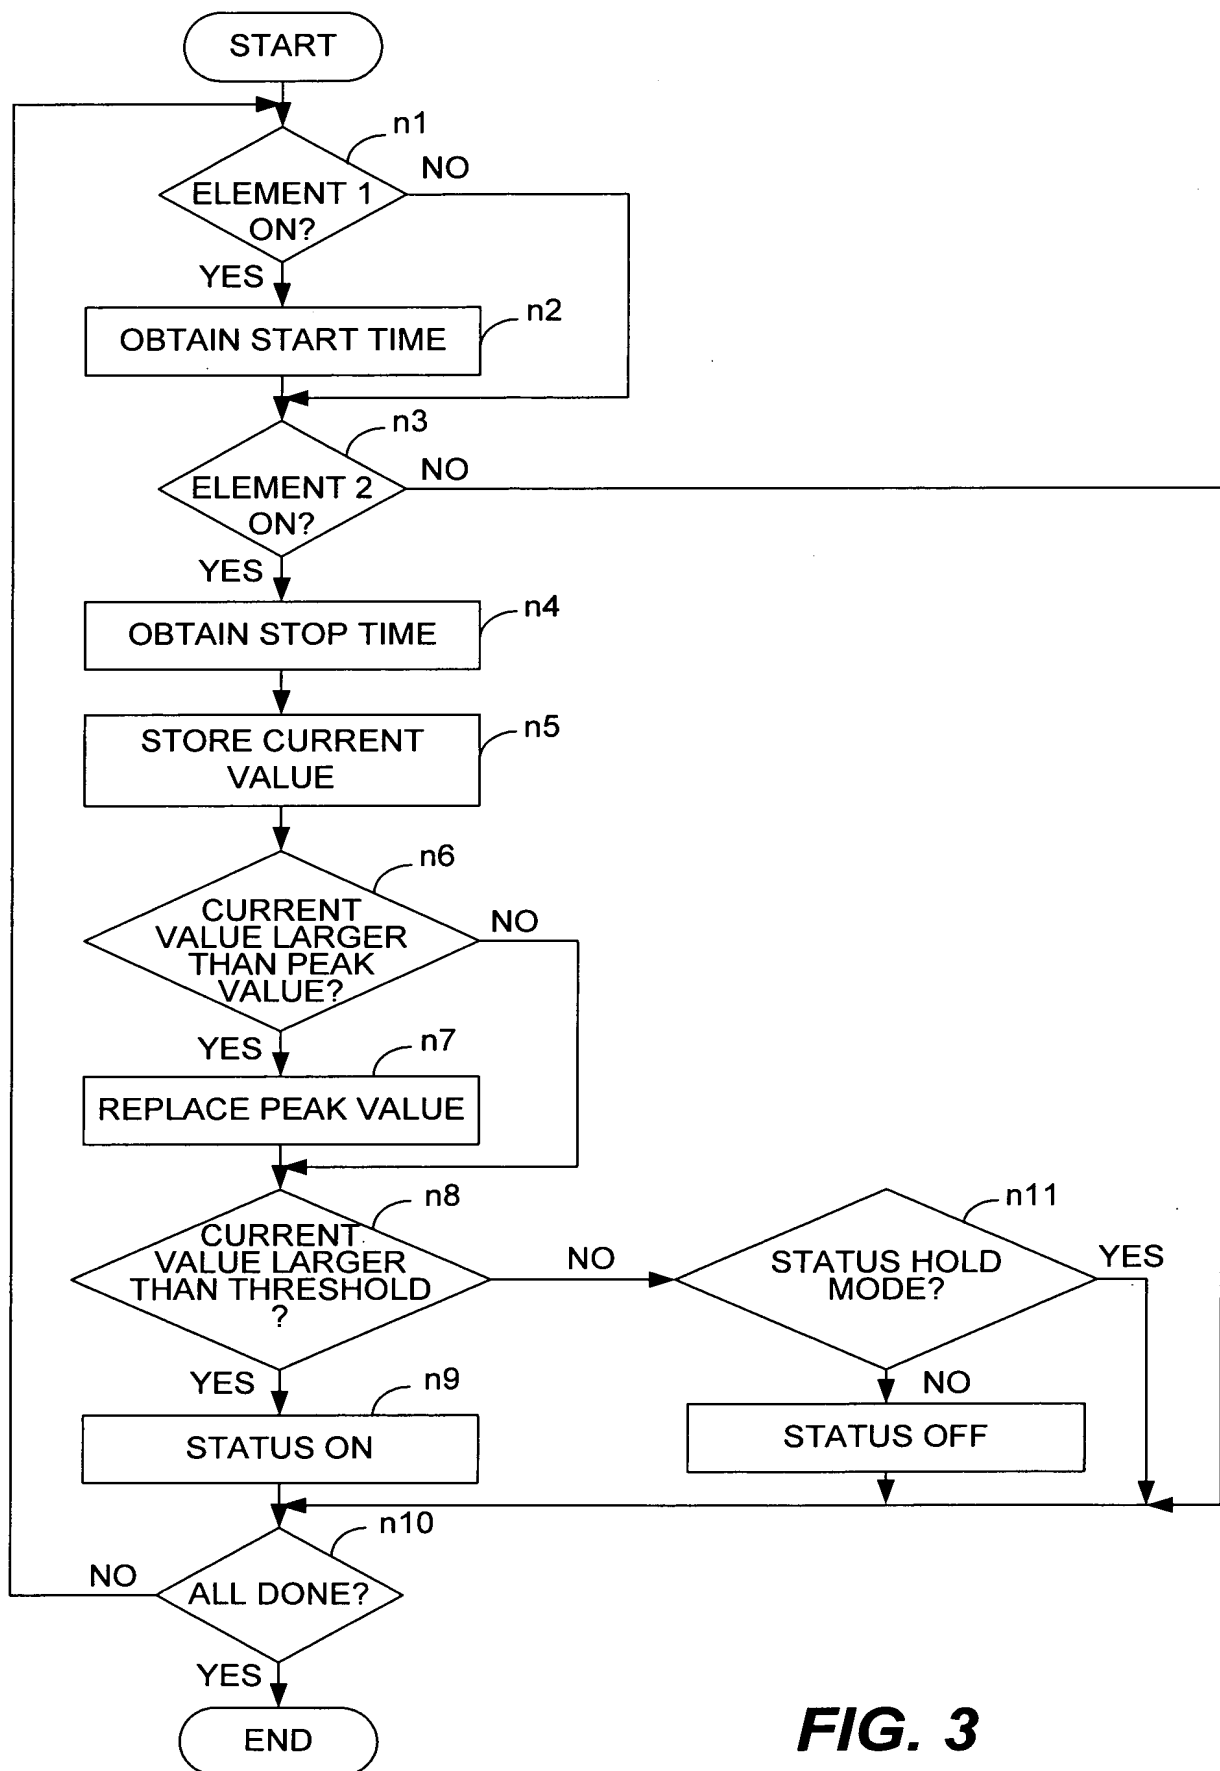 START
n1
NO
ELEMENT 1
ON?
YES
n2
OBTAIN START TIME
n3
NO
ELEMENT 2
ON?
YES
n4
OBTAIN STOP TIME
n5
STORE CURRENT
VALUE
n6
CURRENT
VALUE LARGER
THAN PEAK
VALUE?
NO
YES
n7
REPLACE PEAK VALUE
n8
CURRENT
VALUE LARGER
THAN THRESHOLD
?
NO
n11
STATUS HOLD
MODE?
YES
YES
n9
NO
STATUS ON
STATUS OFF
n10
NO
ALL DONE?
YES
END
FIG. 3